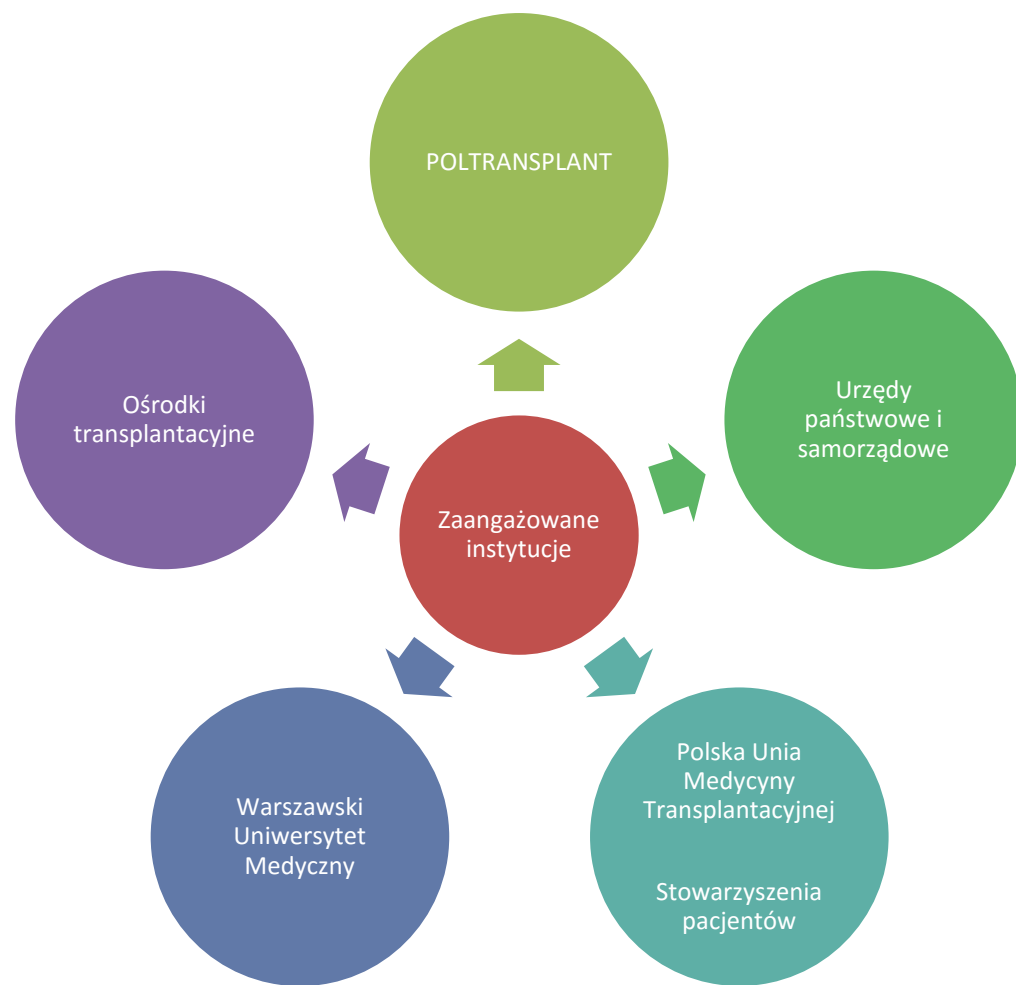 POLTRANSPLANT
Urzędy
państwowe i
samorządowe
Ośrodki
transplantacyjne
Zaangażowane
instytucje
Polska Unia
Medycyny
Transplantacyjnej
Stowarzyszenia
pacjentów
Warszawski
Uniwersytet
Medyczny